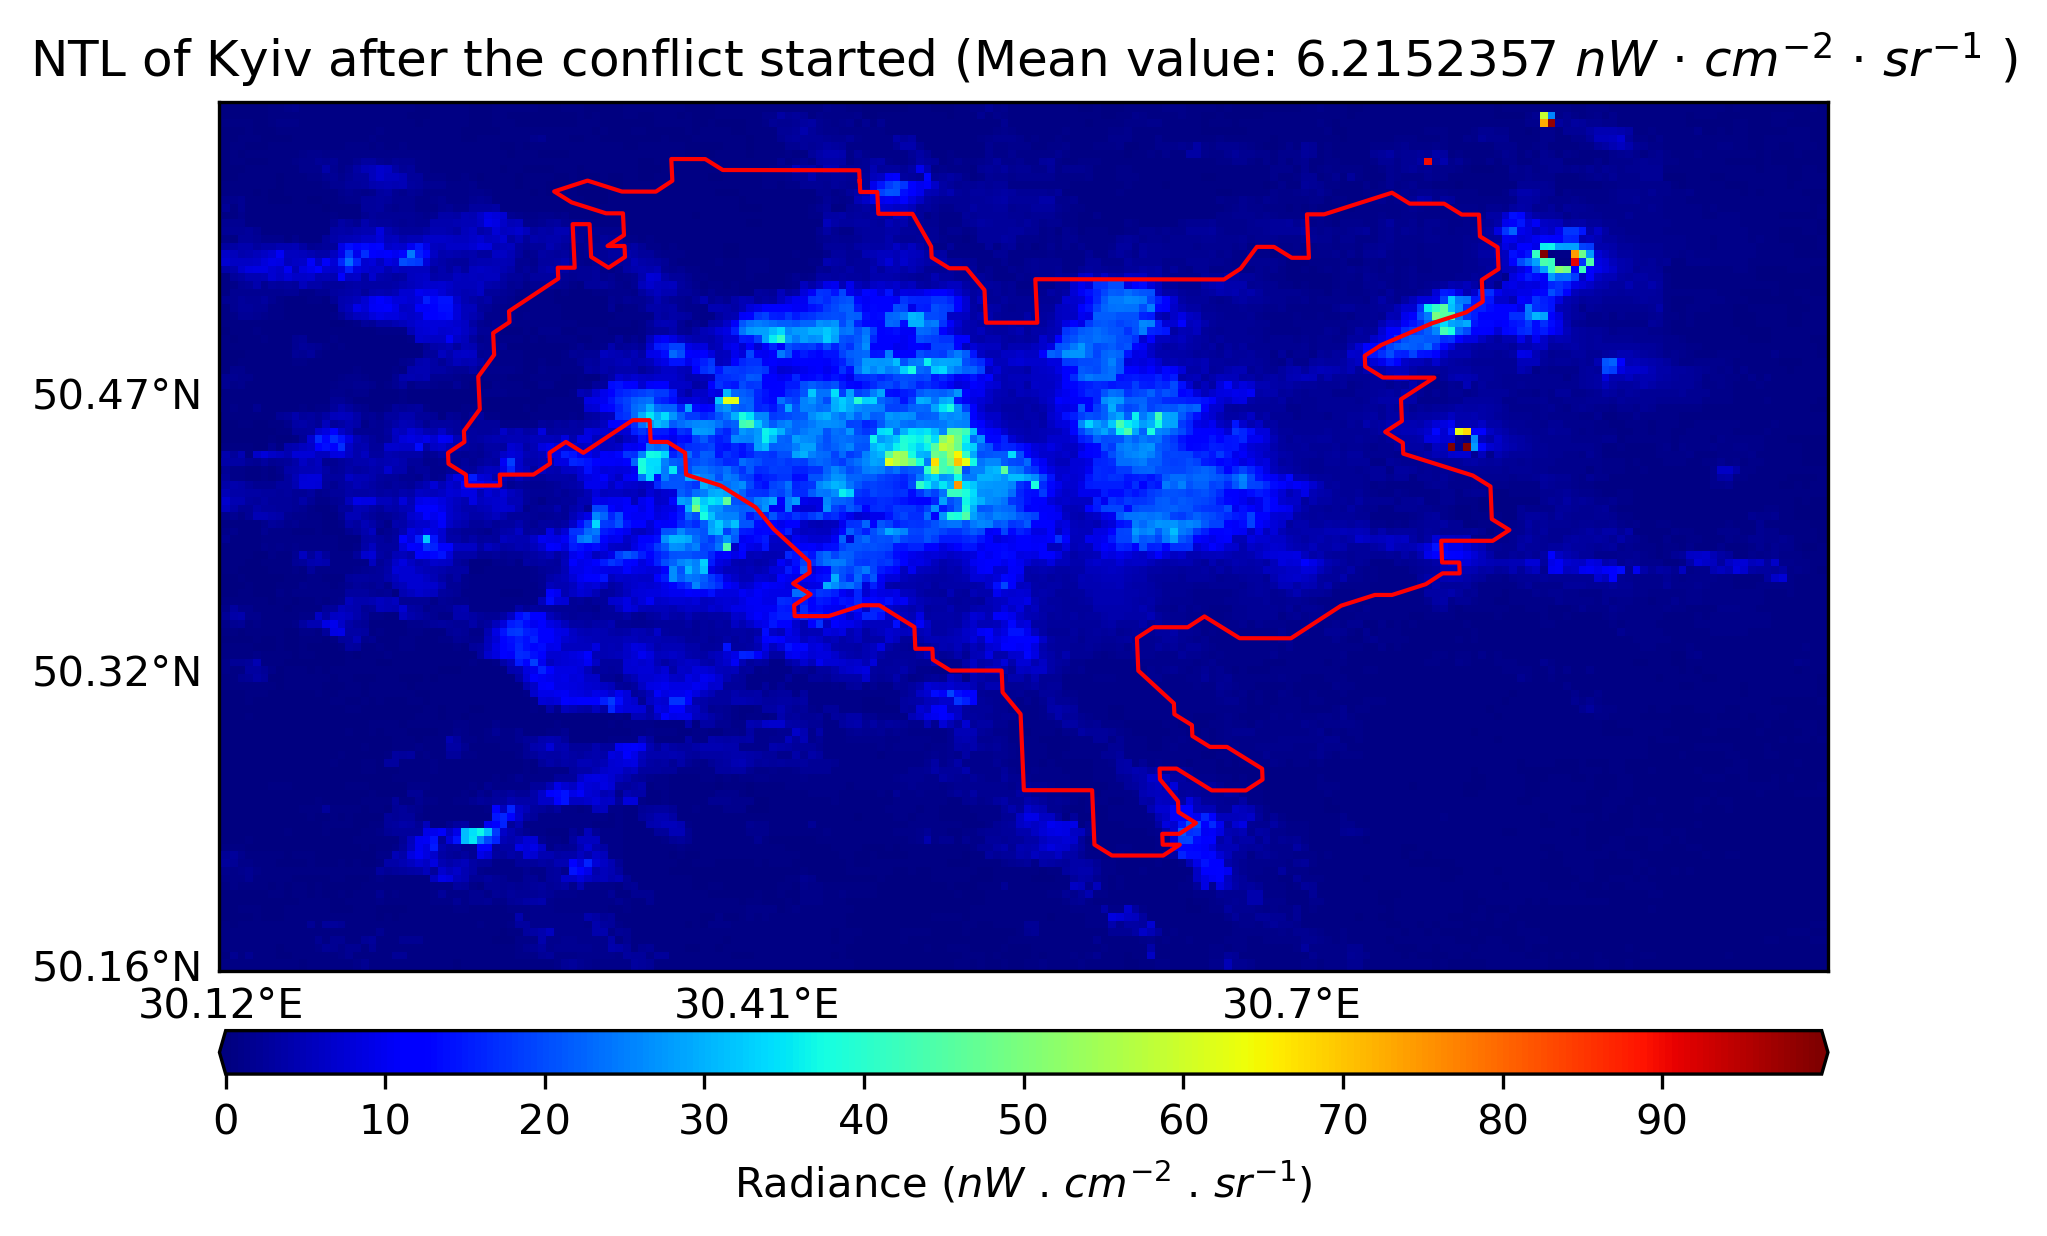 NTL of Kyiv after the conflict started (Mean value: 6.2152357 nW · cm⁻² · sr⁻¹ )
50.47°N
50.32°N
50.16°N
30.12°E 30.41°E 30.7°E
0 10 20 30 40 50 60 70 80 90
Radiance (nW . cm⁻² . sr⁻¹)